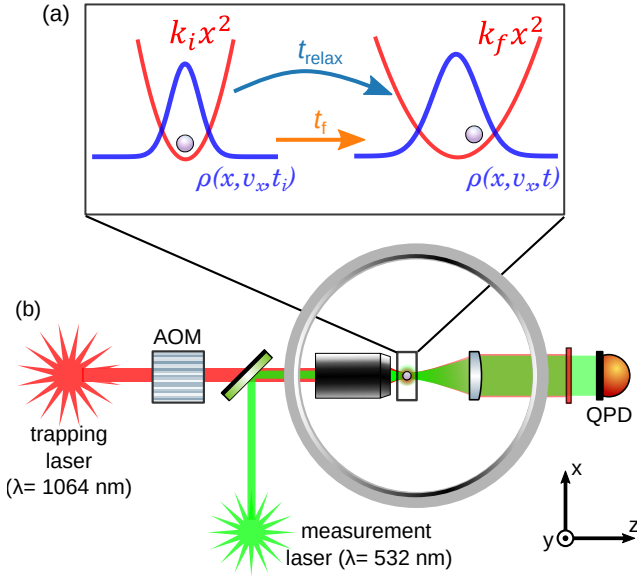 (a)
k_i x^2
k_f x^2
t_relax
t_f
ρ(x,v_x,t_i)
ρ(x,v_x,t)
(b)
AOM
trapping
laser
(λ= 1064 nm)
measurement
laser (λ= 532 nm)
QPD
x
y
z